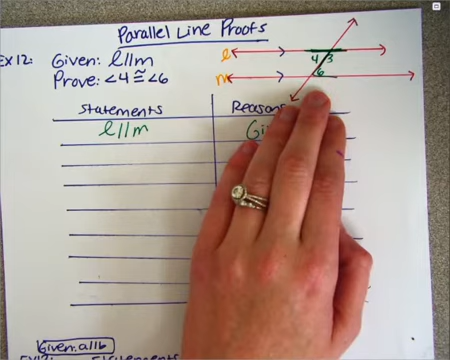 Parallel Line Proofs
EX 12: Given: l||m
Prove: <4 ≅ <6
l
m
4 3
6
Statements Reasons
l||m Gi
Given: a||b